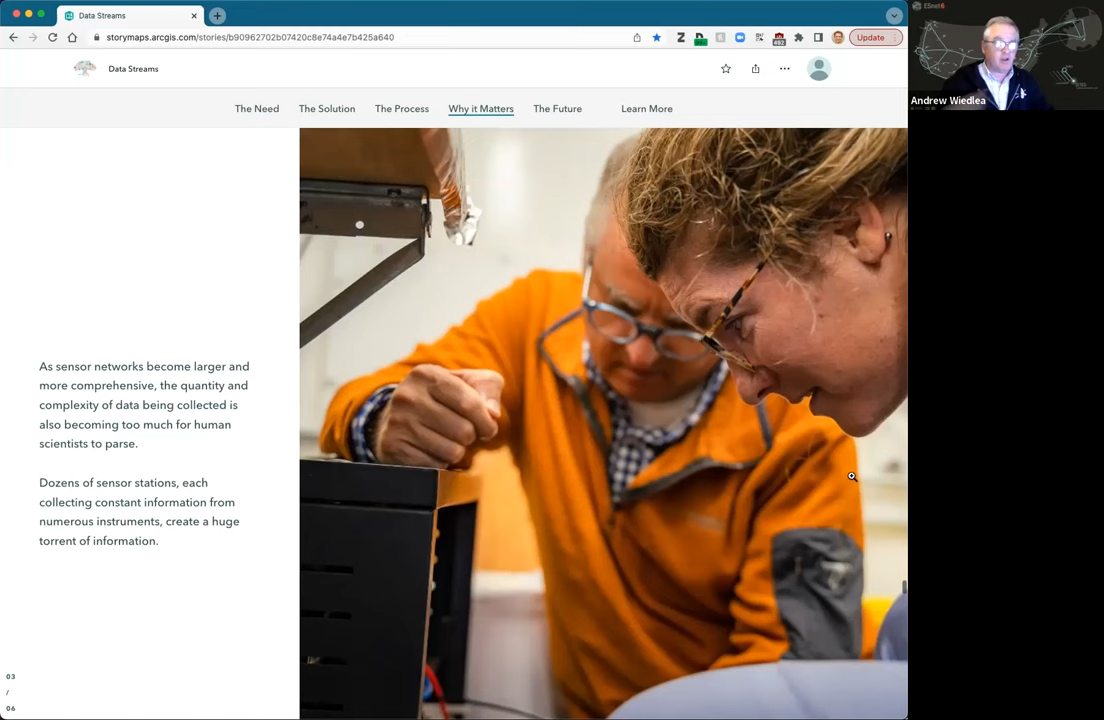 Data Streams
storymaps.arcgis.com/stories/b90962702b07420c8e74a4e7b425a640
482
Update
Data Streams
The Need The Solution The Process Why it Matters The Future Learn More
As sensor networks become larger and
more comprehensive, the quantity and
complexity of data being collected is
also becoming too much for human
scientists to parse.
Dozens of sensor stations, each
collecting constant information from
numerous instruments, create a huge
torrent of information.
03
/
06
ESnet6
Andrew Wiedlea